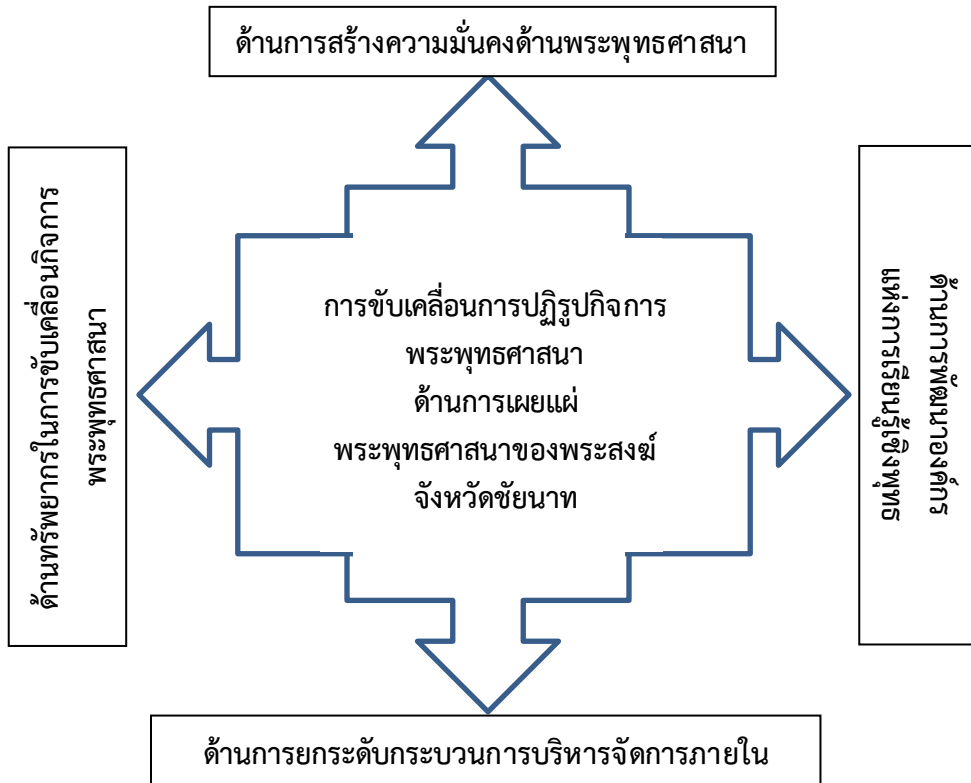 ด้านการสร้างความมั่นคงด้านพระพุทธศาสนา
ด้านทรัพยากรในการขับเคลื่อนกิจการ
พระพุทธศาสนา
การขับเคลื่อนการปฏิรูปกิจการ
พระพุทธศาสนา
ด้านการเผยแผ่
พระพุทธศาสนาของพระสงฆ์
จังหวัดชัยนาท
ด้านการพัฒนาองค์กร
แห่งการเรียนรู้เชิงพุทธ
ด้านการยกระดับกระบวนการบริหารจัดการภายใน